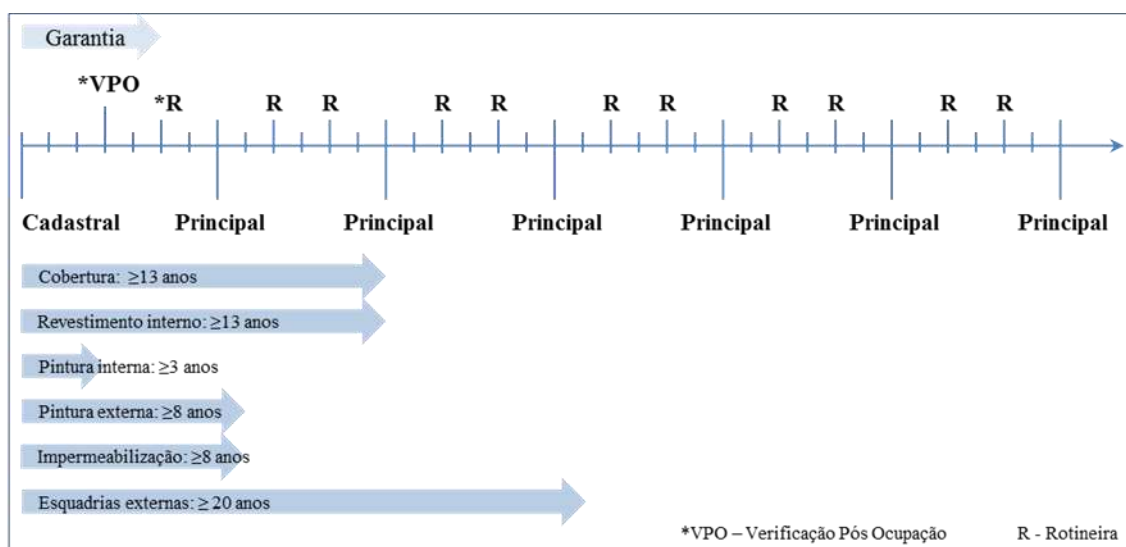 Garantia
*VPO
*R R R R R R R R R R R
Cadastral Principal Principal Principal Principal Principal Principal
Cobertura: ≥13 anos
Revestimento interno: ≥13 anos
Pintura interna: ≥3 anos
Pintura externa: ≥8 anos
Impermeabilização: ≥8 anos
Esquadrias externas: ≥ 20 anos
*VPO – Verificação Pós Ocupação R - Rotineira